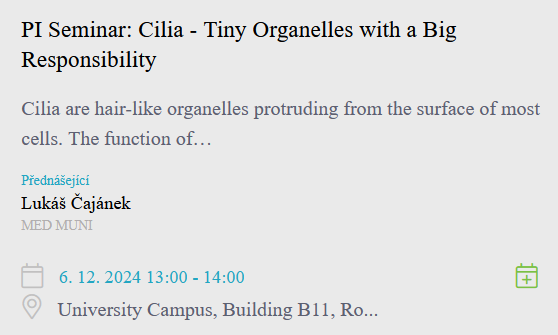 PI Seminar: Cilia - Tiny Organelles with a Big
Responsibility
Cilia are hair-like organelles protruding from the surface of most
cells. The function of…
Přednášející
Lukáš Čajánek
MED MUNI
6. 12. 2024 13:00 - 14:00
University Campus, Building B11, Ro...